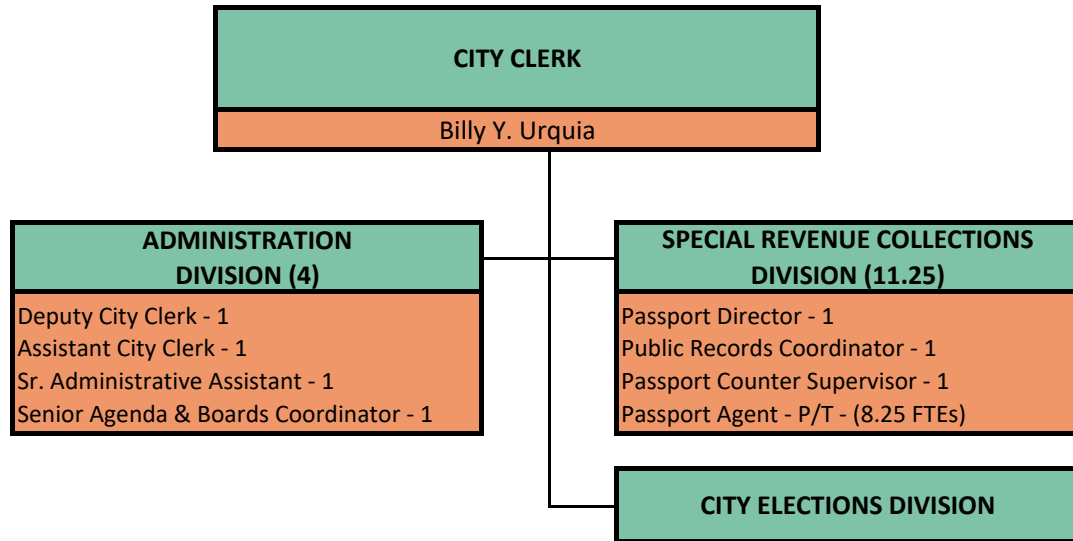 CITY CLERK
Billy Y. Urquia
ADMINISTRATION
DIVISION (4)
Deputy City Clerk - 1
Assistant City Clerk - 1
Sr. Administrative Assistant - 1
Senior Agenda & Boards Coordinator - 1
SPECIAL REVENUE COLLECTIONS
DIVISION (11.25)
Passport Director - 1
Public Records Coordinator - 1
Passport Counter Supervisor - 1
Passport Agent - P/T - (8.25 FTEs)
CITY ELECTIONS DIVISION